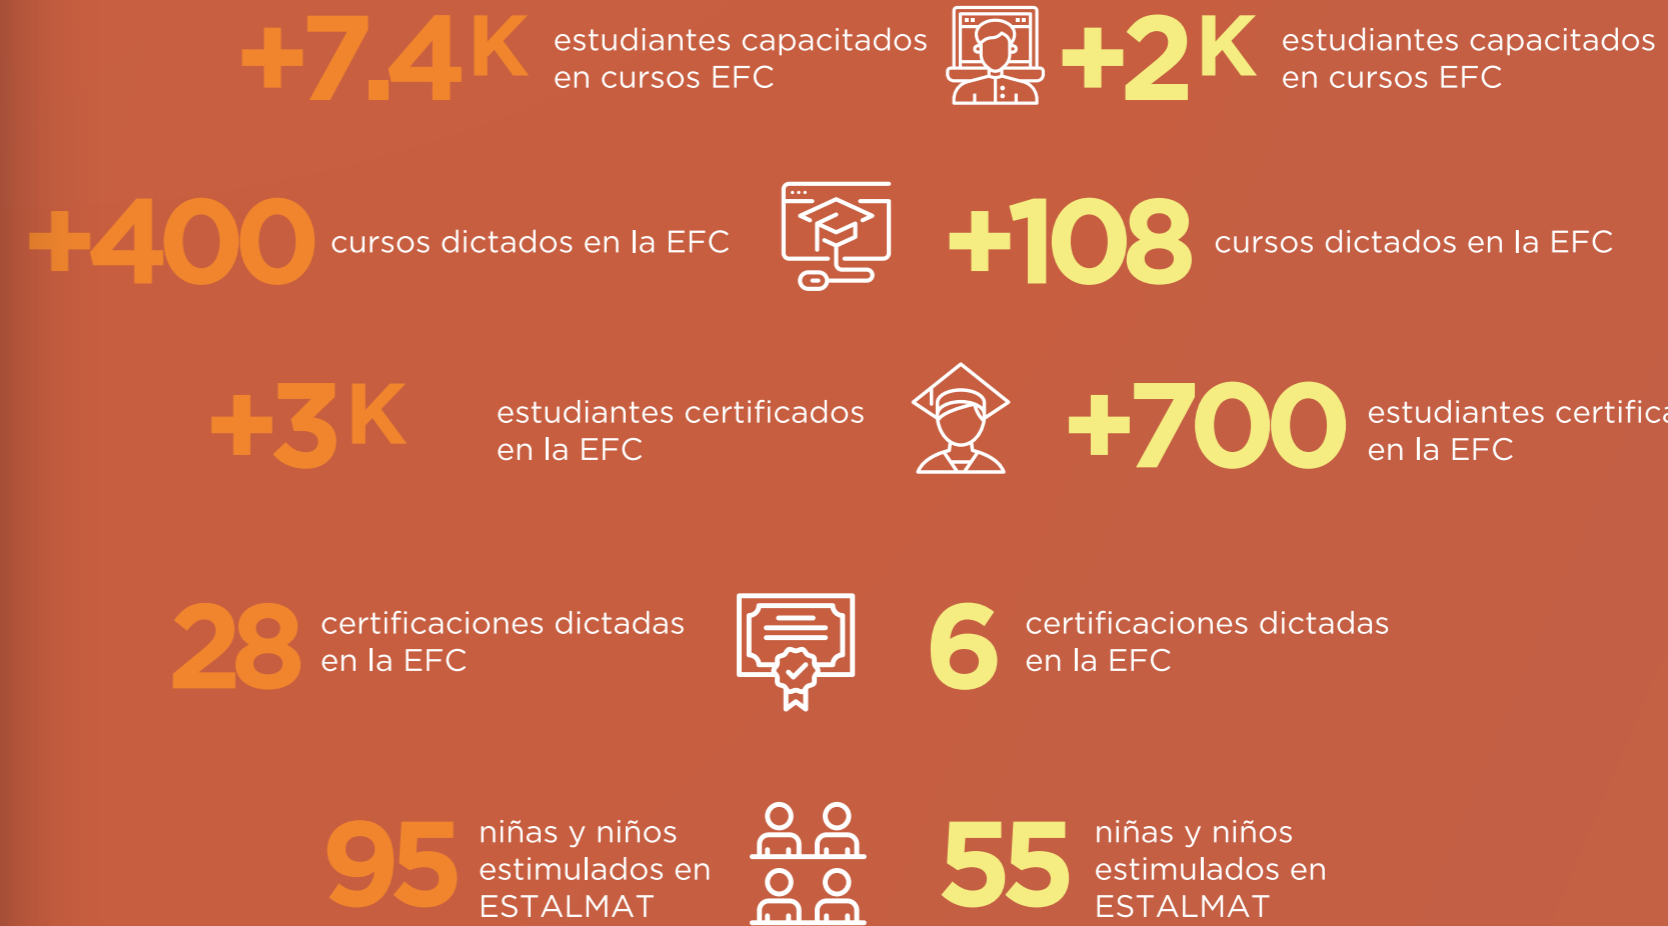 +7.4K estudiantes capacitados
en cursos EFC
+2K estudiantes capacitados
en cursos EFC
+400 cursos dictados en la EFC
+108 cursos dictados en la EFC
+3K estudiantes certificados
en la EFC
+700 estudiantes
en la EFC
28 certificaciones dictadas
en la EFC
6 certificaciones dictadas
en la EFC
95 niñas y niños
estimulados en
ESTALMAT
55 niñas y niños
estimulados en
ESTALMAT